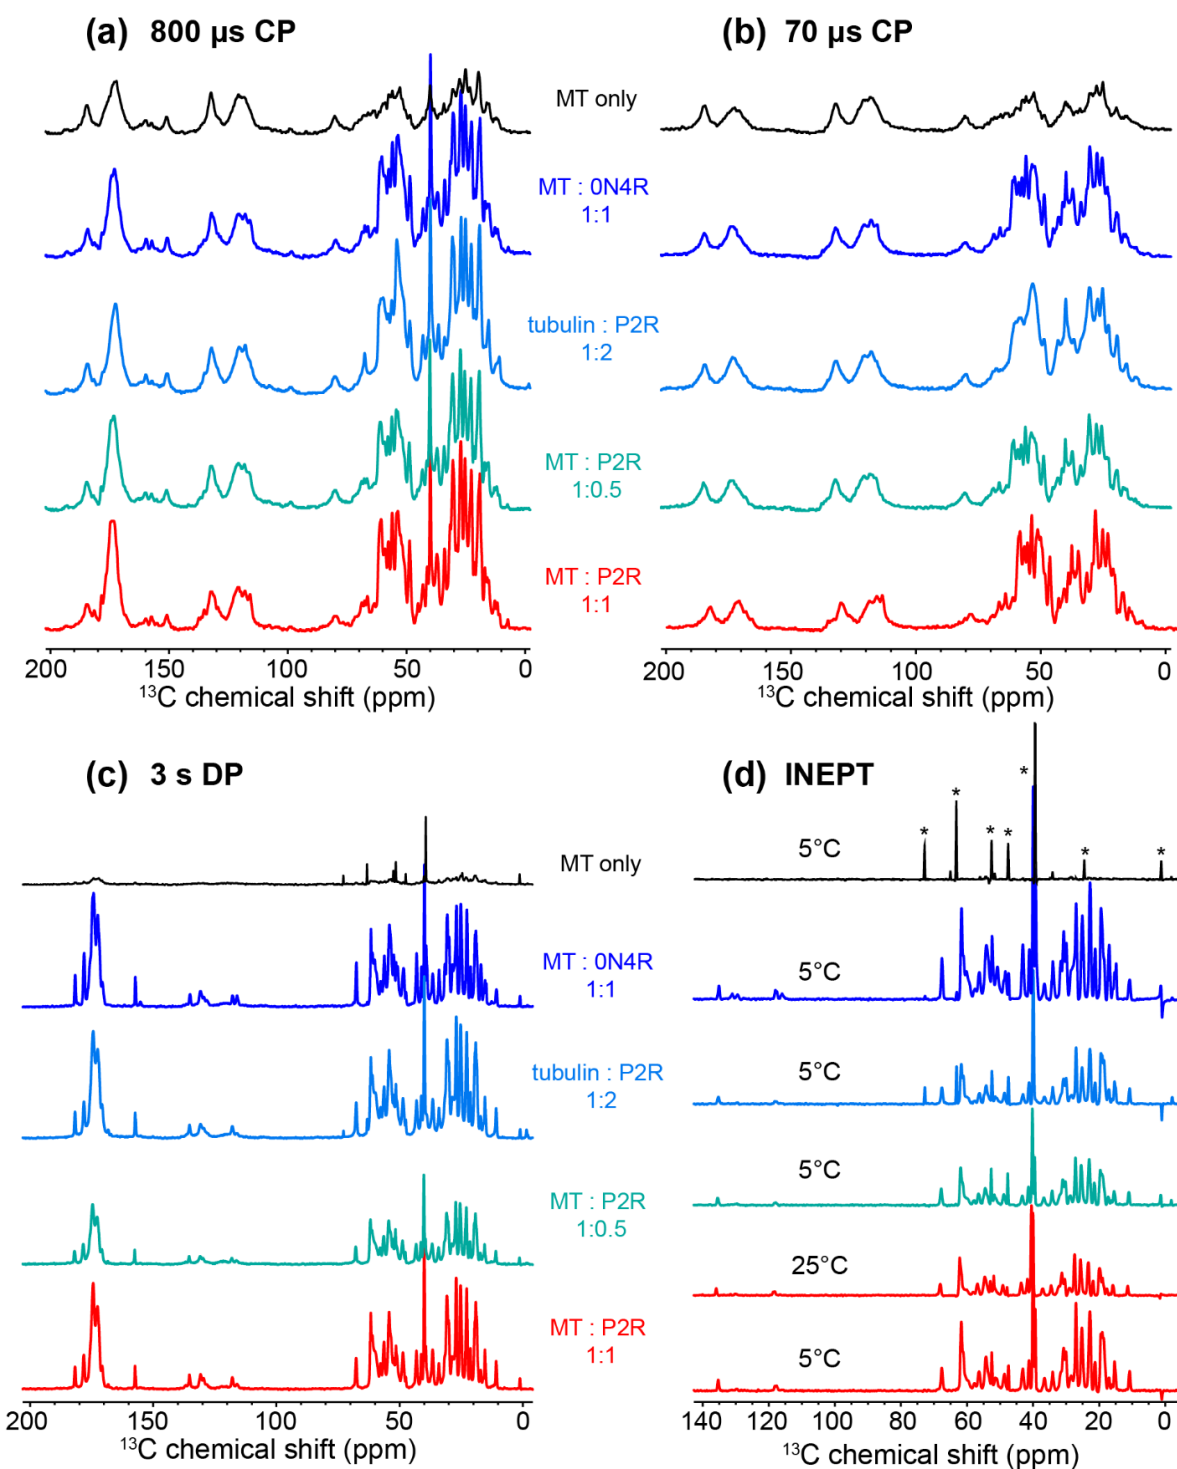 (a) 800 µs CP
(b) 70 µs CP
MT only
MT : 0N4R
1:1
tubulin : P2R
1:2
MT : P2R
1:0.5
MT : P2R
1:1
200 150 100 50 0
13C chemical shift (ppm)
200 150 100 50 0
13C chemical shift (ppm)
(c) 3 s DP
(d) INEPT
* * * * * * *
MT only
5°C
MT : 0N4R
1:1
5°C
tubulin : P2R
1:2
5°C
MT : P2R
1:0.5
5°C
25°C
MT : P2R
1:1
5°C
200 150 100 50 0
13C chemical shift (ppm)
140 120 100 80 60 40 20 0
13C chemical shift (ppm)